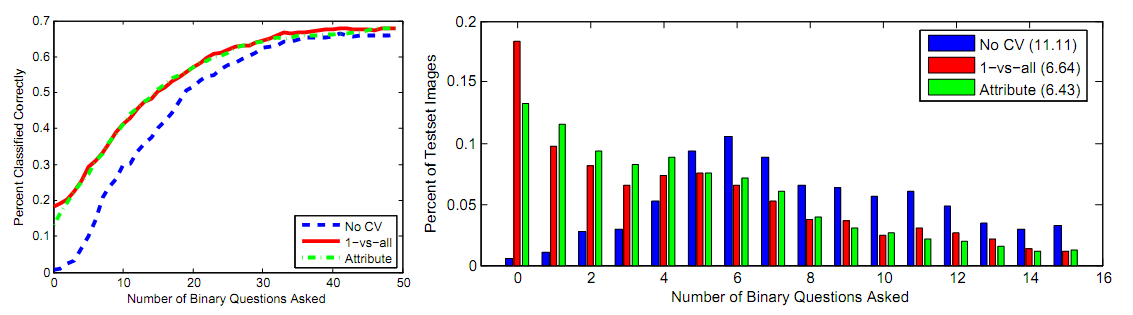 Percent Classified Correctly
0.7
0.6
0.5
0.4
0.3
0.2
0.1
0
0 10 20 30 40 50
Number of Binary Questions Asked
No CV
1−vs−all
Attribute
Percent of Testset Images
0.2
0.15
0.1
0.05
0
0 2 4 6 8 10 12 14 16
Number of Binary Questions Asked
No CV (11.11)
1−vs−all (6.64)
Attribute (6.43)